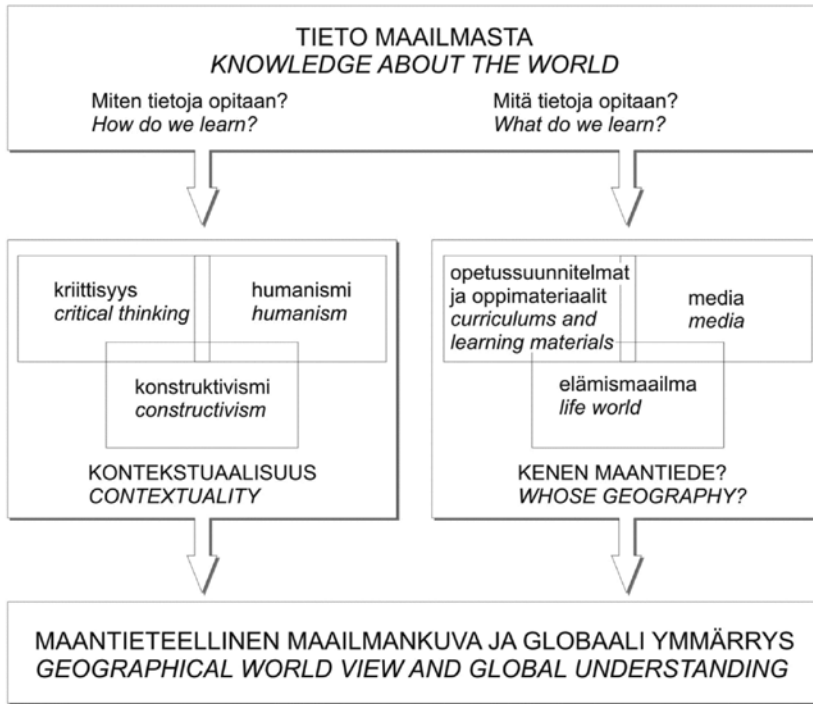 TIETO MAAILMASTA
KNOWLEDGE ABOUT THE WORLD
Miten tietoja opitaan?
How do we learn?
Mitä tietoja opitaan?
What do we learn?
kriittisyys
critical thinking
humanismi
humanism
konstruktivismi
constructivism
KONTEKSTUAALISUUS
CONTEXTUALITY
opetussuunnitelmat
ja oppimateriaalit
curriculums and
learning materials
media
media
elämismaailma
life world
KENEN MAANTIEDE?
WHOSE GEOGRAPHY?
MAANTIETEELLINEN MAAILMANKUVA JA GLOBAALI YMMÄRRYS
GEOGRAPHICAL WORLD VIEW AND GLOBAL UNDERSTANDING